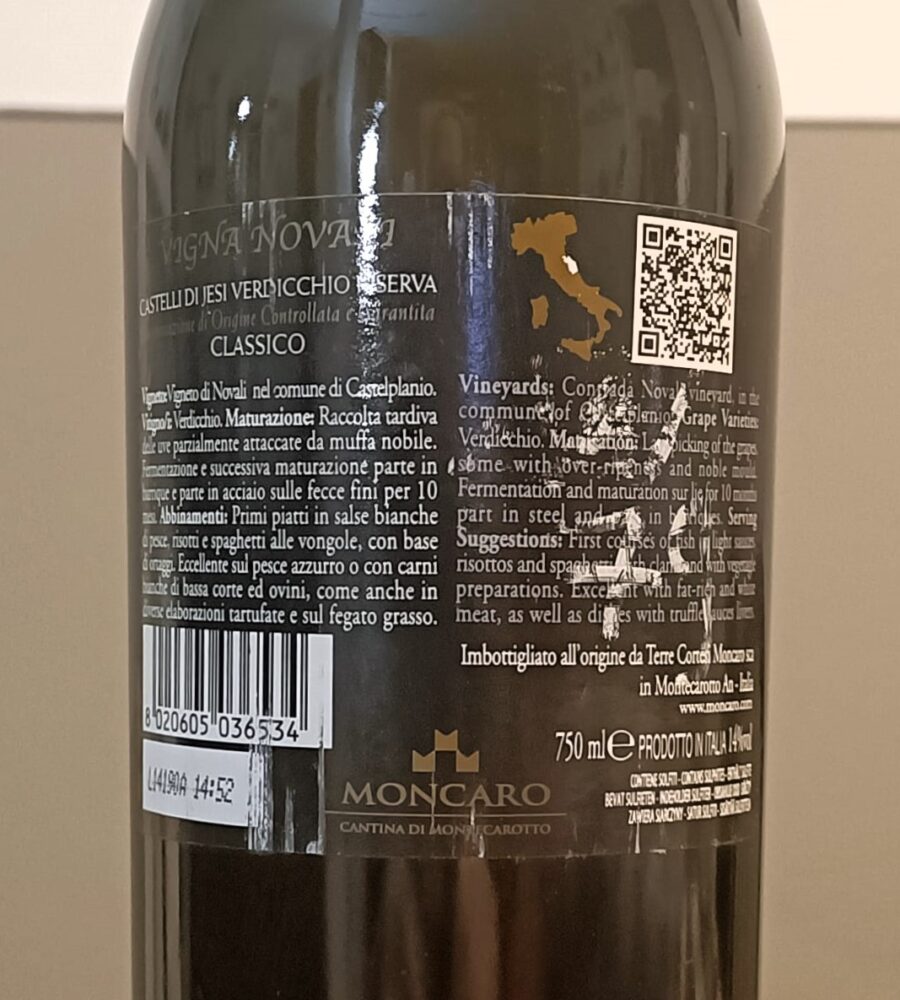 VIGNA NOVALI
CASTELLI DI JESI VERDICCHIO RISERVA
di Origine Controllata e Garantita
CLASSICO
Vigneto: Vigneto di Novali nel comune di Castelplanio.
Verdicchio. Maturazione: Raccolta tardiva
delle uve parzialmente attaccate da muffa nobile.
Fermentazione e successiva maturazione parte in
barrique e parte in acciaio sulle fecce fini per 10
mesi. Abbinamenti: Primi piatti in salse bianche
di pesce, risotti e spaghetti alle vongole, con base
di ortaggi. Eccellente sul pesce azzurro o con carni
bianche di bassa corte ed ovini, come anche in
diverse elaborazioni tartufate e sul fegato grasso.
8 020605 036534
L14190A 14:52
Vineyards: Contrada Novali vineyard, in the
commune of Castelplanio. Grape Varieties:
Verdicchio. Late picking of the grapes,
some with over-ripeness and noble mould.
Fermentation and maturation sur lie for 10 months
part in steel and part in barriques. Serving
Suggestions: First courses of fish in light sauces,
risottos and spaghetti with clams and with vegetable
preparations. Excellent with fat-rich and white
meat, as well as dishes with truffle sauces livers.
Imbottigliato all'origine da Terre Cortesi Moncaro sca
in Montecarotto An - Italia
www.moncaro.com
750 ml e PRODOTTO IN ITALIA 14%vol
CONTIENE SOLFITI - CONTAINS SULPHITES -
BEVAT SULFIETEN - INDEHOLDER SULFITTER -
ZAWIERA SIARCZYNY -
MONCARO
CANTINA DI MONTECAROTTO